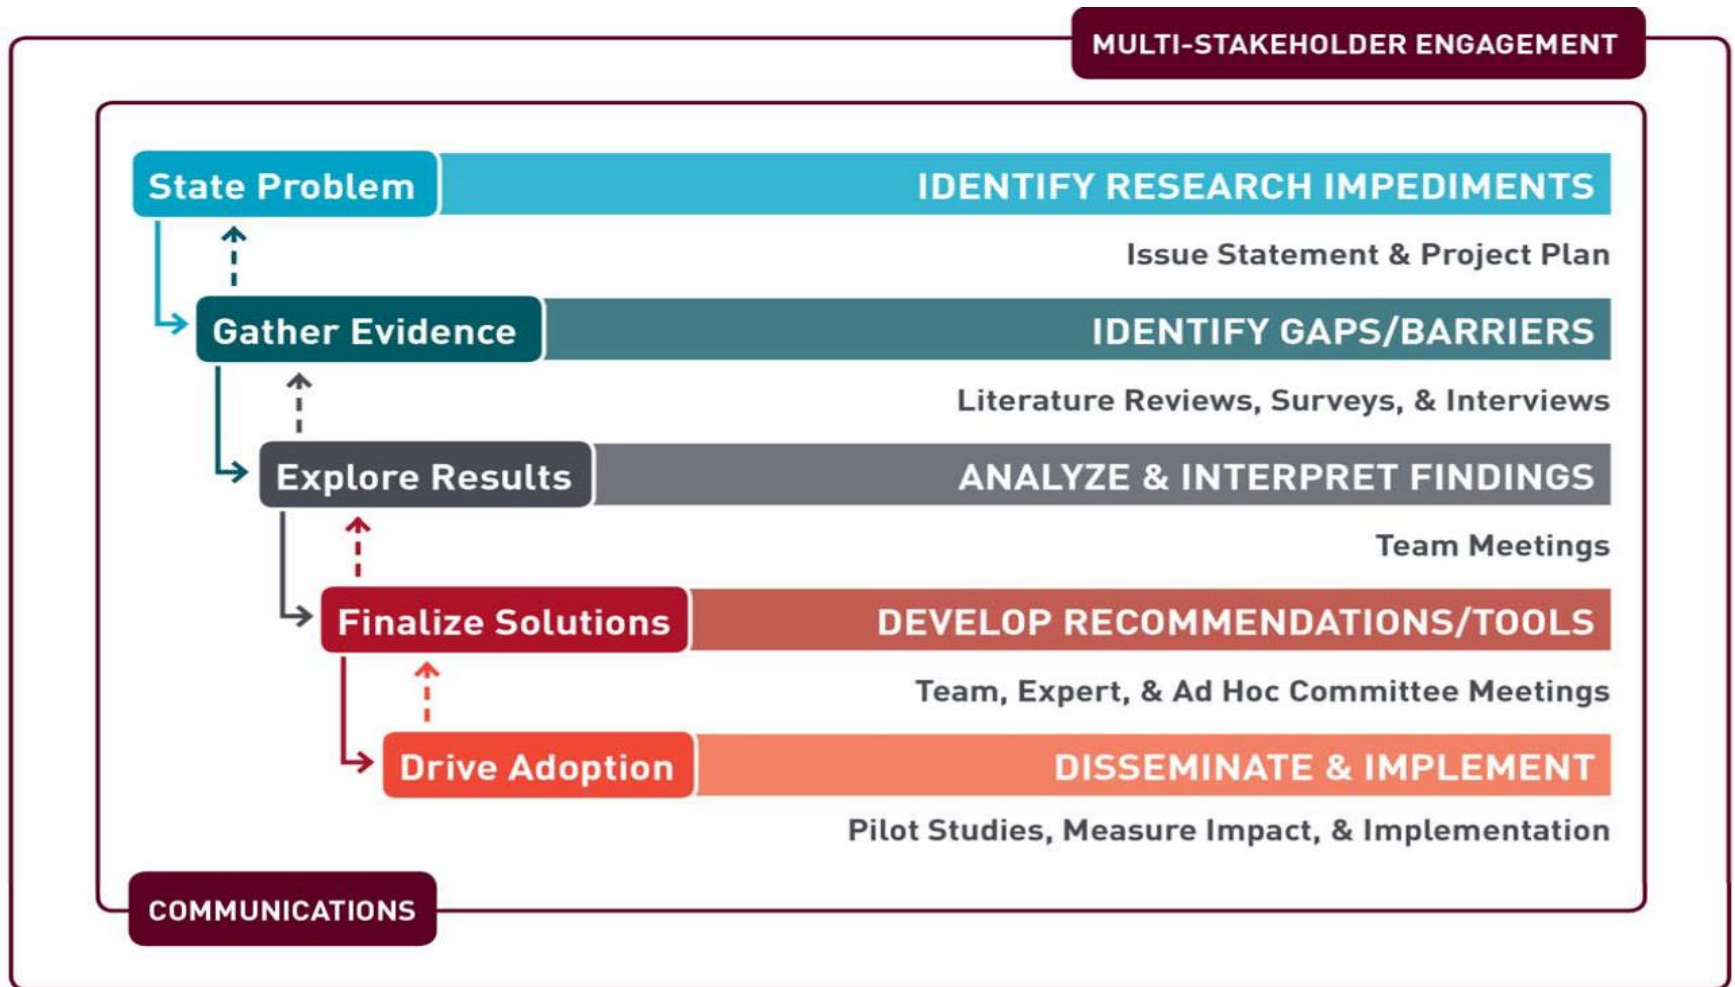 MULTI-STAKEHOLDER ENGAGEMENT
State Problem
IDENTIFY RESEARCH IMPEDIMENTS
Issue Statement & Project Plan
Gather Evidence
IDENTIFY GAPS/BARRIERS
Literature Reviews, Surveys, & Interviews
Explore Results
ANALYZE & INTERPRET FINDINGS
Team Meetings
Finalize Solutions
DEVELOP RECOMMENDATIONS/TOOLS
Team, Expert, & Ad Hoc Committee Meetings
Drive Adoption
DISSEMINATE & IMPLEMENT
Pilot Studies, Measure Impact, & Implementation
COMMUNICATIONS